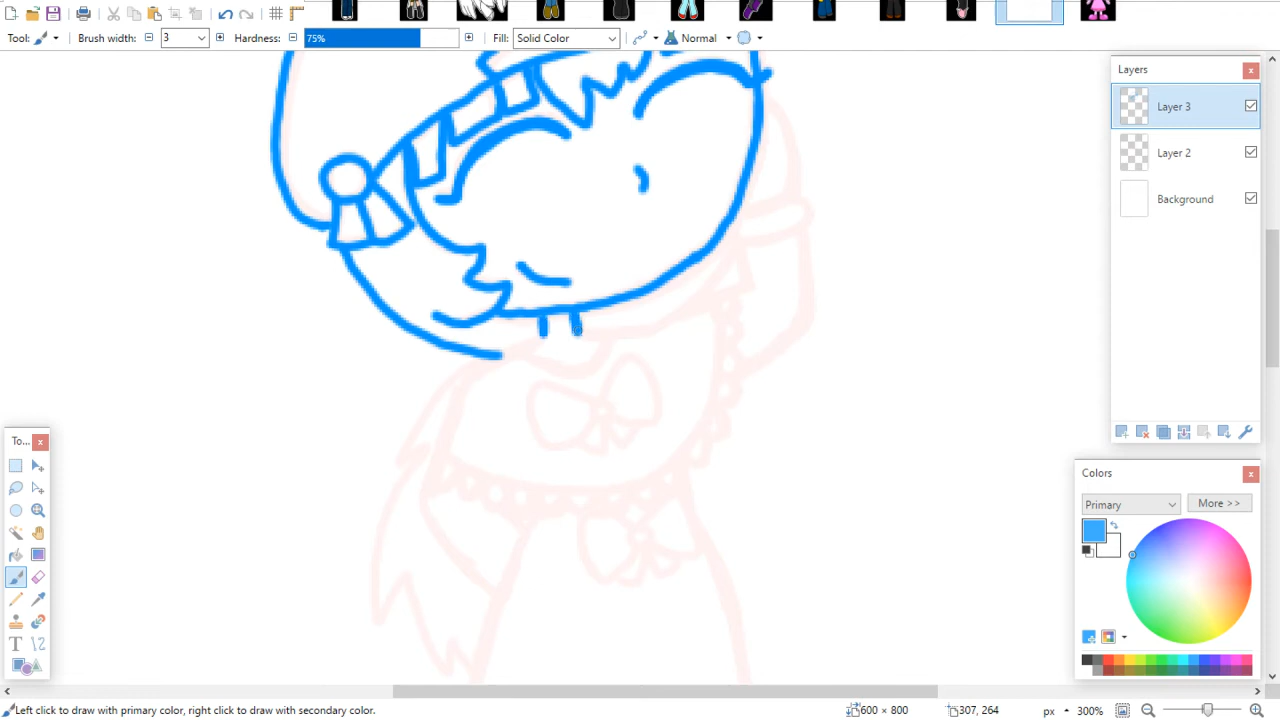 Tool:
Brush width:
3
Hardness:
75%
Fill:
Solid Color
Normal
Layers
Layer 3
Layer 2
Background
To...
Colors
Primary
More >>
Left click to draw with primary color, right click to draw with secondary color.
600 × 800
307, 264
px
300%